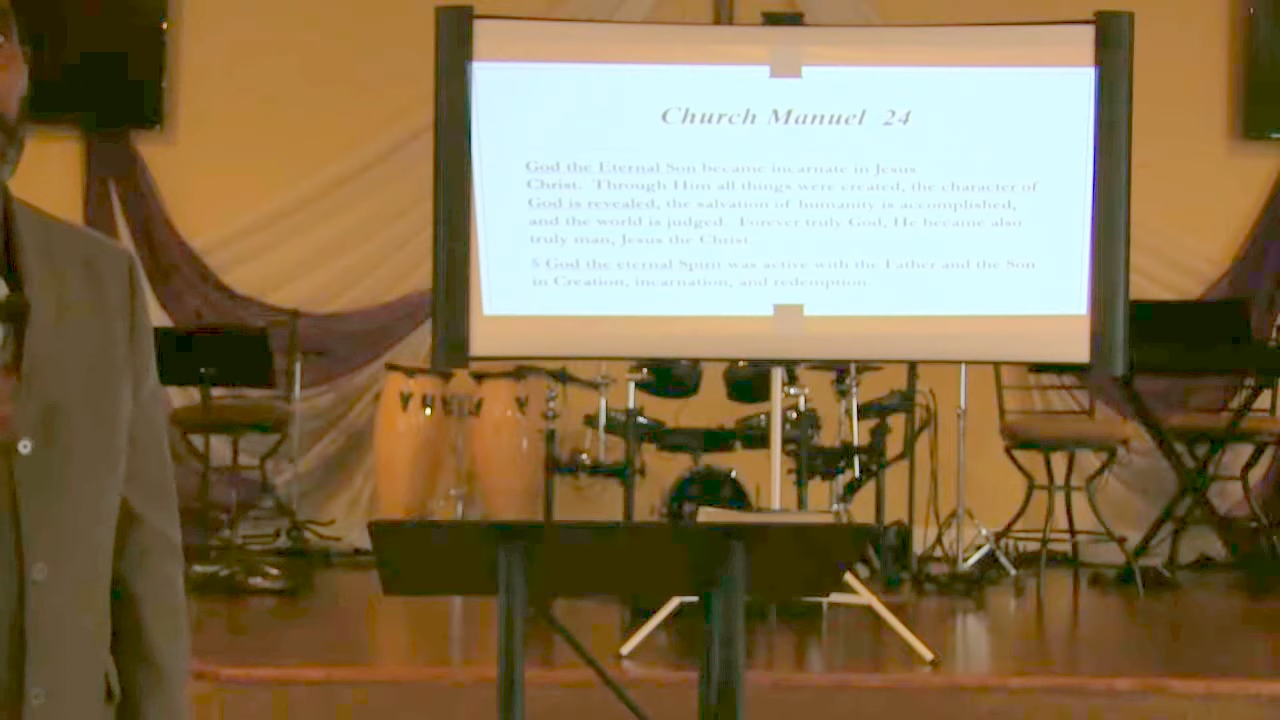 Church Manuel 24
God the Eternal Son became incarnate in Jesus
Christ. Through Him all things were created, the character of
God is revealed, the salvation of humanity is accomplished,
and the world is judged. Forever truly God, He became also
truly man, Jesus the Christ.
5 God the eternal Spirit was active with the Father and the Son
in Creation, incarnation, and redemption.